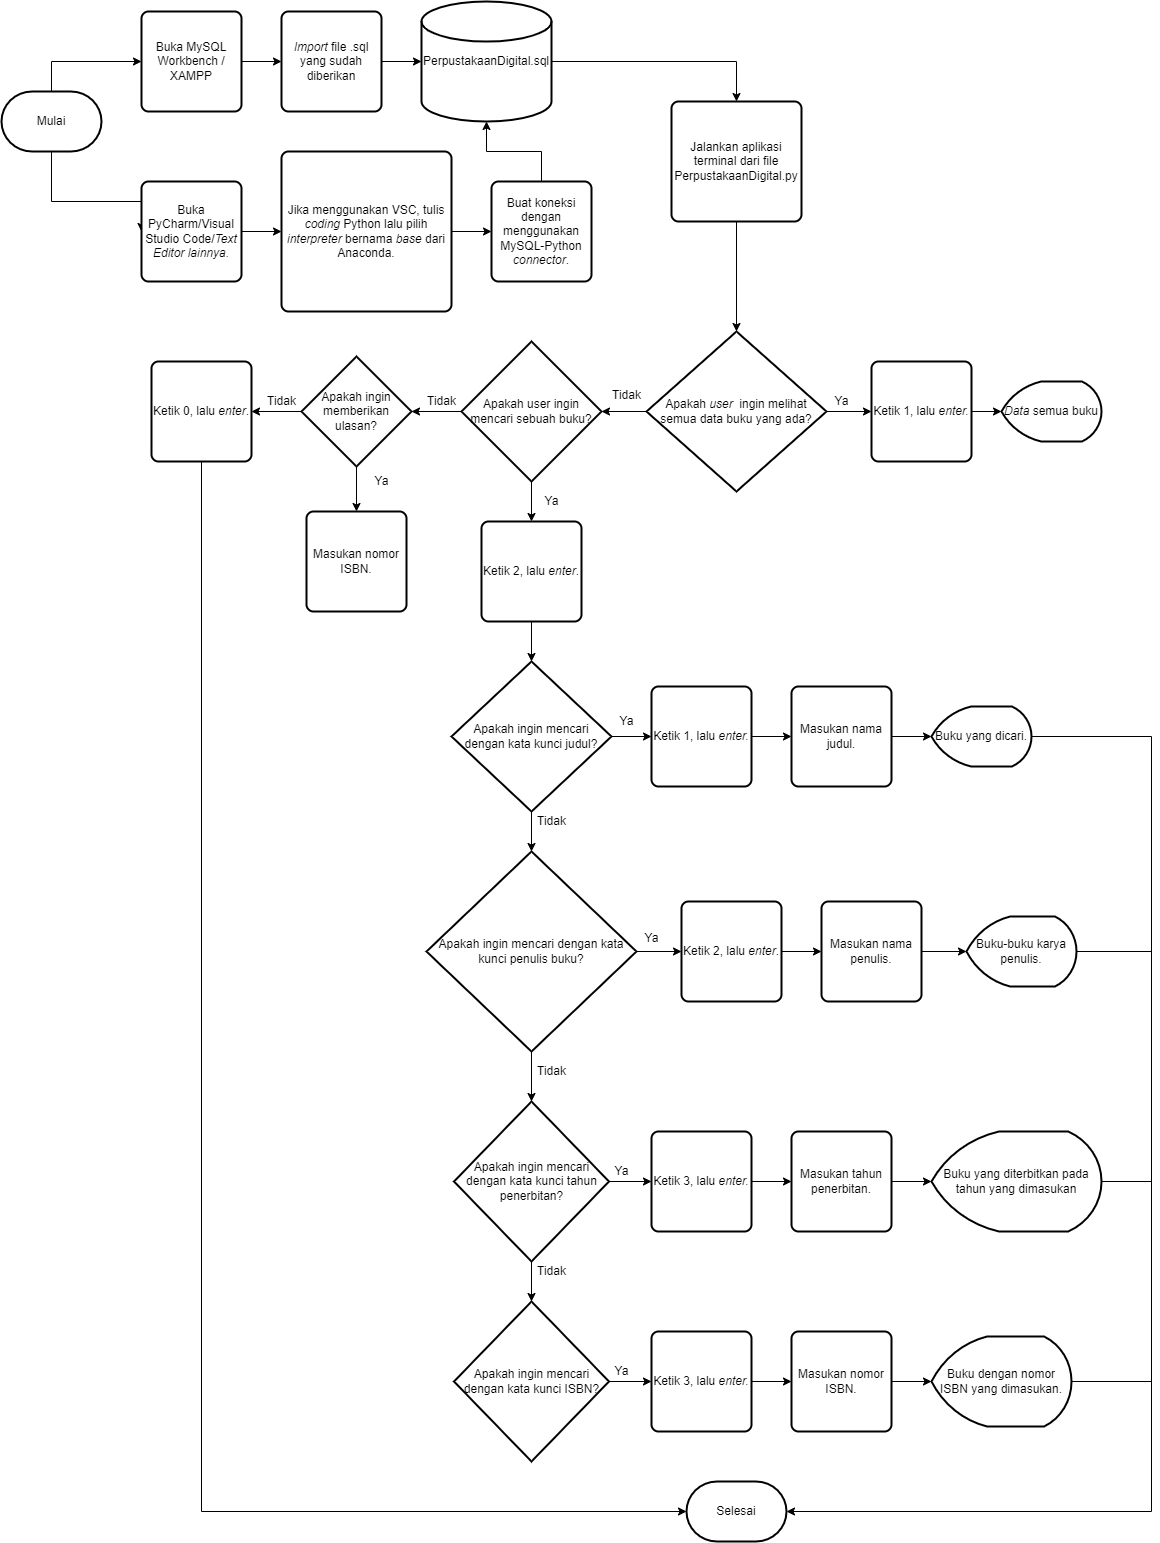 Buka MySQL
Workbench /
XAMPP
Import file .sql
yang sudah
diberikan
PerpustakaanDigital.sql
Mulai
Jalankan aplikasi
terminal dari file
PerpustakaanDigital.py
Buka
PyCharm/Visual
Studio Code/Text
Editor lainnya.
Jika menggunakan VSC, tulis
coding Python lalu pilih
interpreter bernama base dari
Anaconda.
Buat koneksi
dengan
menggunakan
MySQL-Python
connector.
Ketik 0, lalu enter.
Tidak
Apakah ingin
memberikan
ulasan?
Tidak
Apakah user ingin
mencari sebuah buku?
Tidak
Apakah user  ingin melihat
semua data buku yang ada?
Ya
Ketik 1, lalu enter.
Data semua buku
Ya
Ya
Masukan nomor
ISBN.
Ketik 2, lalu enter.
Apakah ingin mencari
dengan kata kunci judul?
Ya
Ketik 1, lalu enter.
Masukan nama
judul.
Buku yang dicari.
Tidak
Apakah ingin mencari dengan kata
kunci penulis buku?
Ya
Ketik 2, lalu enter.
Masukan nama
penulis.
Buku-buku karya
penulis.
Tidak
Apakah ingin mencari
dengan kata kunci tahun
penerbitan?
Ya
Ketik 3, lalu enter.
Masukan tahun
penerbitan.
Buku yang diterbitkan pada
tahun yang dimasukan
Tidak
Apakah ingin mencari
dengan kata kunci ISBN?
Ya
Ketik 3, lalu enter.
Masukan nomor
ISBN.
Buku dengan nomor
ISBN yang dimasukan.
Selesai